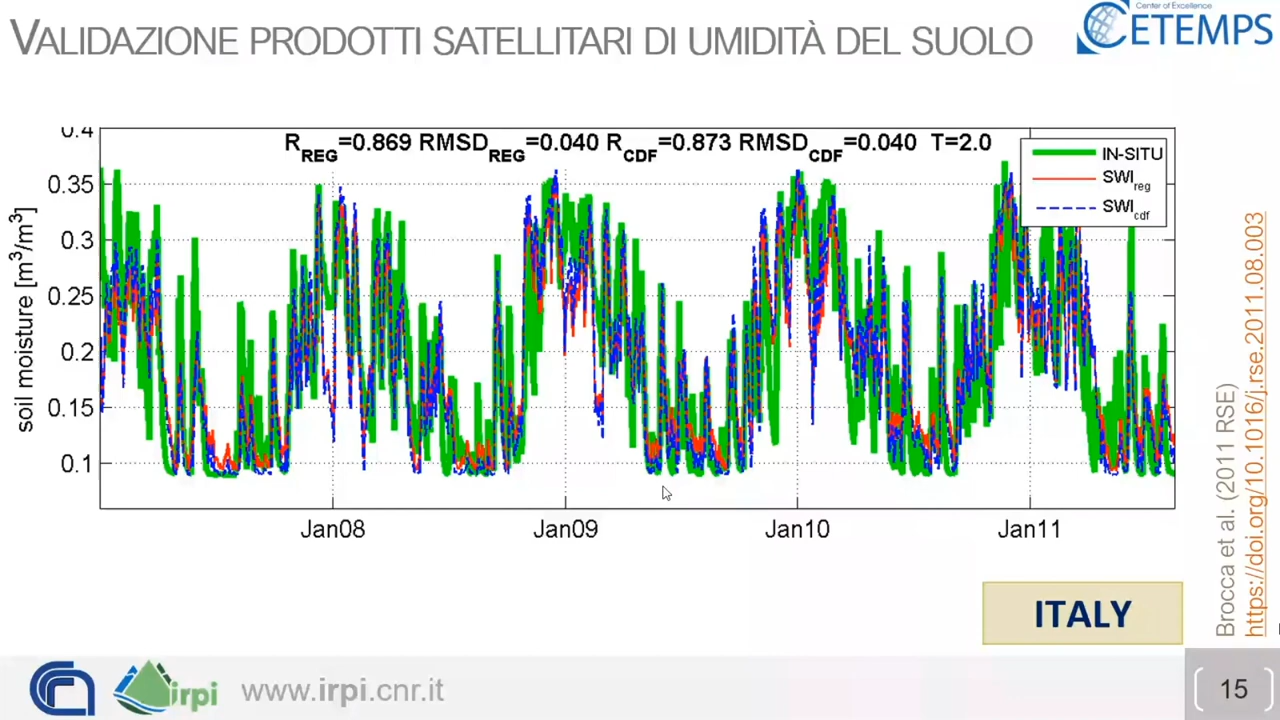 VALIDAZIONE PRODOTTI SATELLITARI DI UMIDITÀ DEL SUOLO
Center of Excellence
CETEMPS
R_REG=0.869 RMSD_REG=0.040 R_CDF=0.873 RMSD_CDF=0.040 T=2.0
IN-SITU
SWI_reg
SWI_cdf
soil moisture [m³/m³]
0.4
0.35
0.3
0.25
0.2
0.15
0.1
Jan08
Jan09
Jan10
Jan11
Brocca et al. (2011 RSE)
https://doi.org/10.1016/j.rse.2011.08.003
ITALY
irpi
www.irpi.cnr.it
15